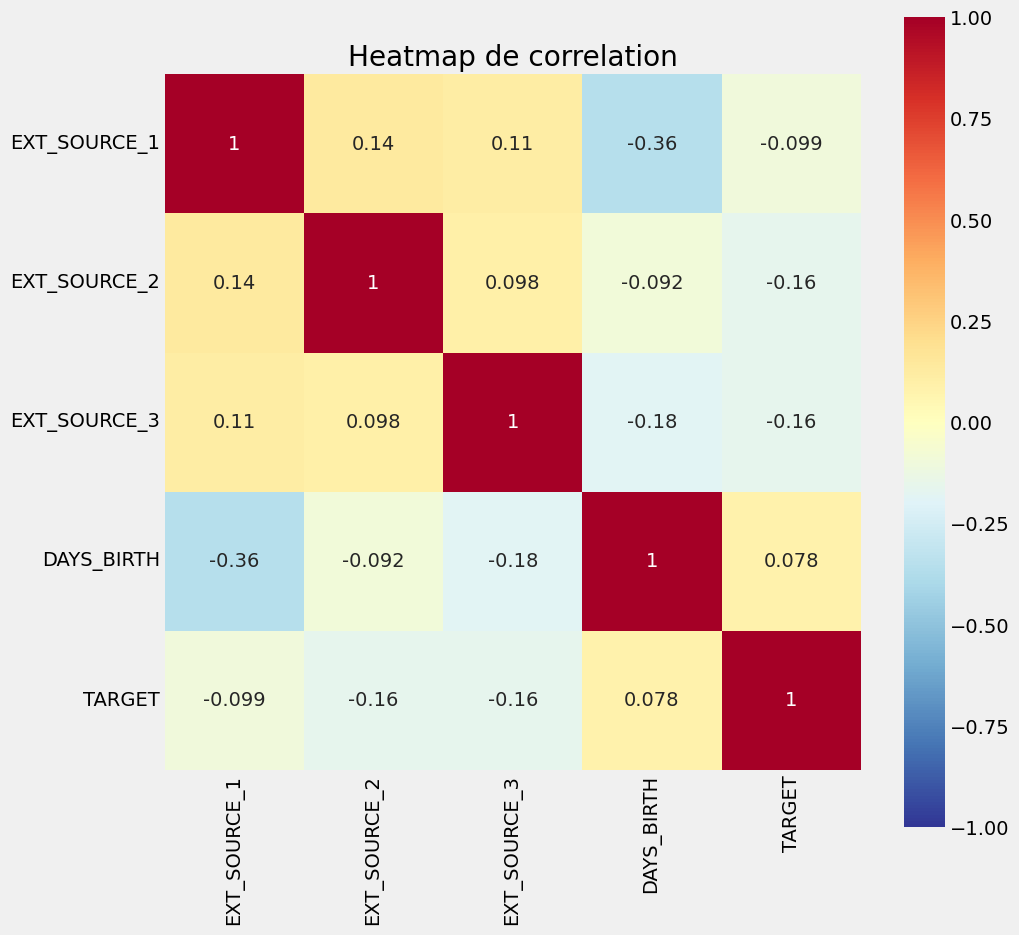 Heatmap de correlation
1.00
0.75
0.50
0.25
0.00
−0.25
−0.50
−0.75
−1.00
EXT_SOURCE_1 1 0.14 0.11 -0.36 -0.099
EXT_SOURCE_2 0.14 1 0.098 -0.092 -0.16
EXT_SOURCE_3 0.11 0.098 1 -0.18 -0.16
DAYS_BIRTH -0.36 -0.092 -0.18 1 0.078
TARGET -0.099 -0.16 -0.16 0.078 1
EXT_SOURCE_1
EXT_SOURCE_2
EXT_SOURCE_3
DAYS_BIRTH
TARGET